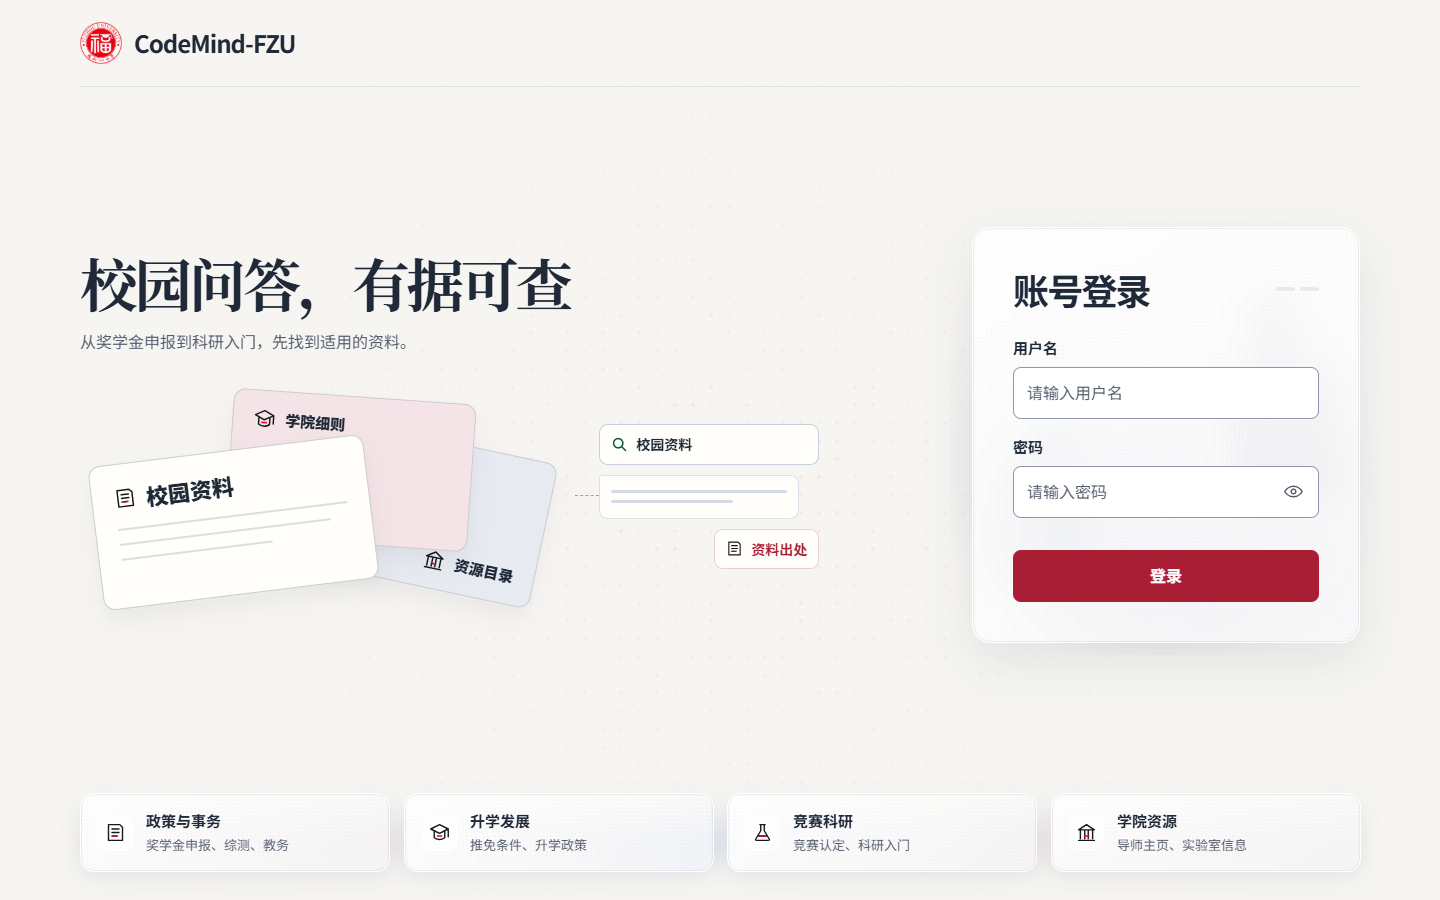 福
CodeMind-FZU
校园问答，有据可查
从奖学金申报到科研入门，先找到适用的资料。
学院细则
校园资料
资源目录
校园资料
资料出处
账号登录
用户名
请输入用户名
密码
请输入密码
登录
政策与事务
奖学金申报、综测、教务
升学发展
推免条件、升学政策
竞赛科研
竞赛认定、科研入门
学院资源
导师主页、实验室信息